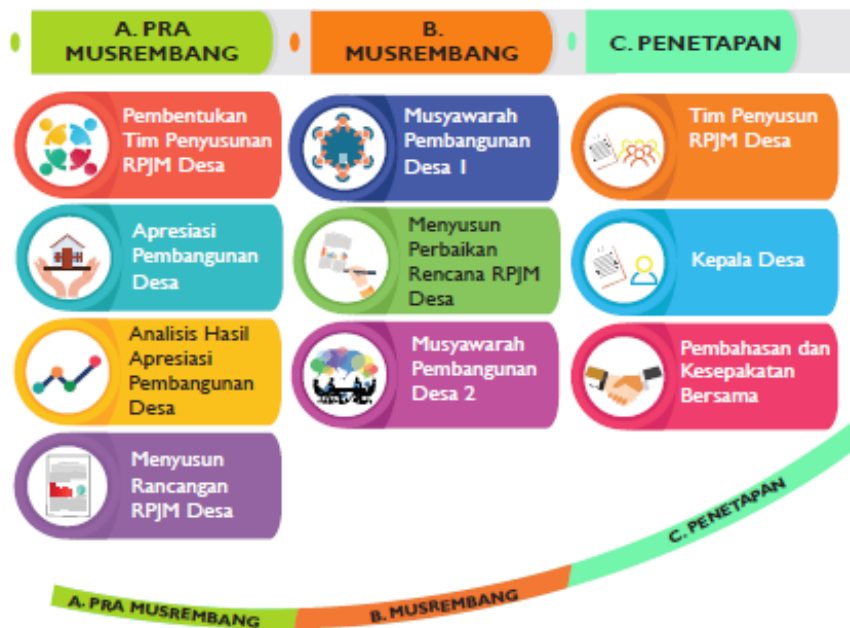 A. PRA
MUSREMBANG
B.
MUSREMBANG
C. PENETAPAN
Pembentukan
Tim Penyusunan
RPJM Desa
Apresiasi
Pembangunan
Desa
Analisis Hasil
Apresiasi
Pembangunan
Desa
Menyusun
Rancangan
RPJM Desa
Musyawarah
Pembangunan
Desa 1
Menyusun
Perbaikan
Rencana RPJM
Desa
Musyawarah
Pembangunan
Desa 2
Tim Penyusun
RPJM Desa
Kepala Desa
Pembahasan dan
Kesepakatan
Bersama
A. PRA MUSREMBANG
B. MUSREMBANG
C. PENETAPAN